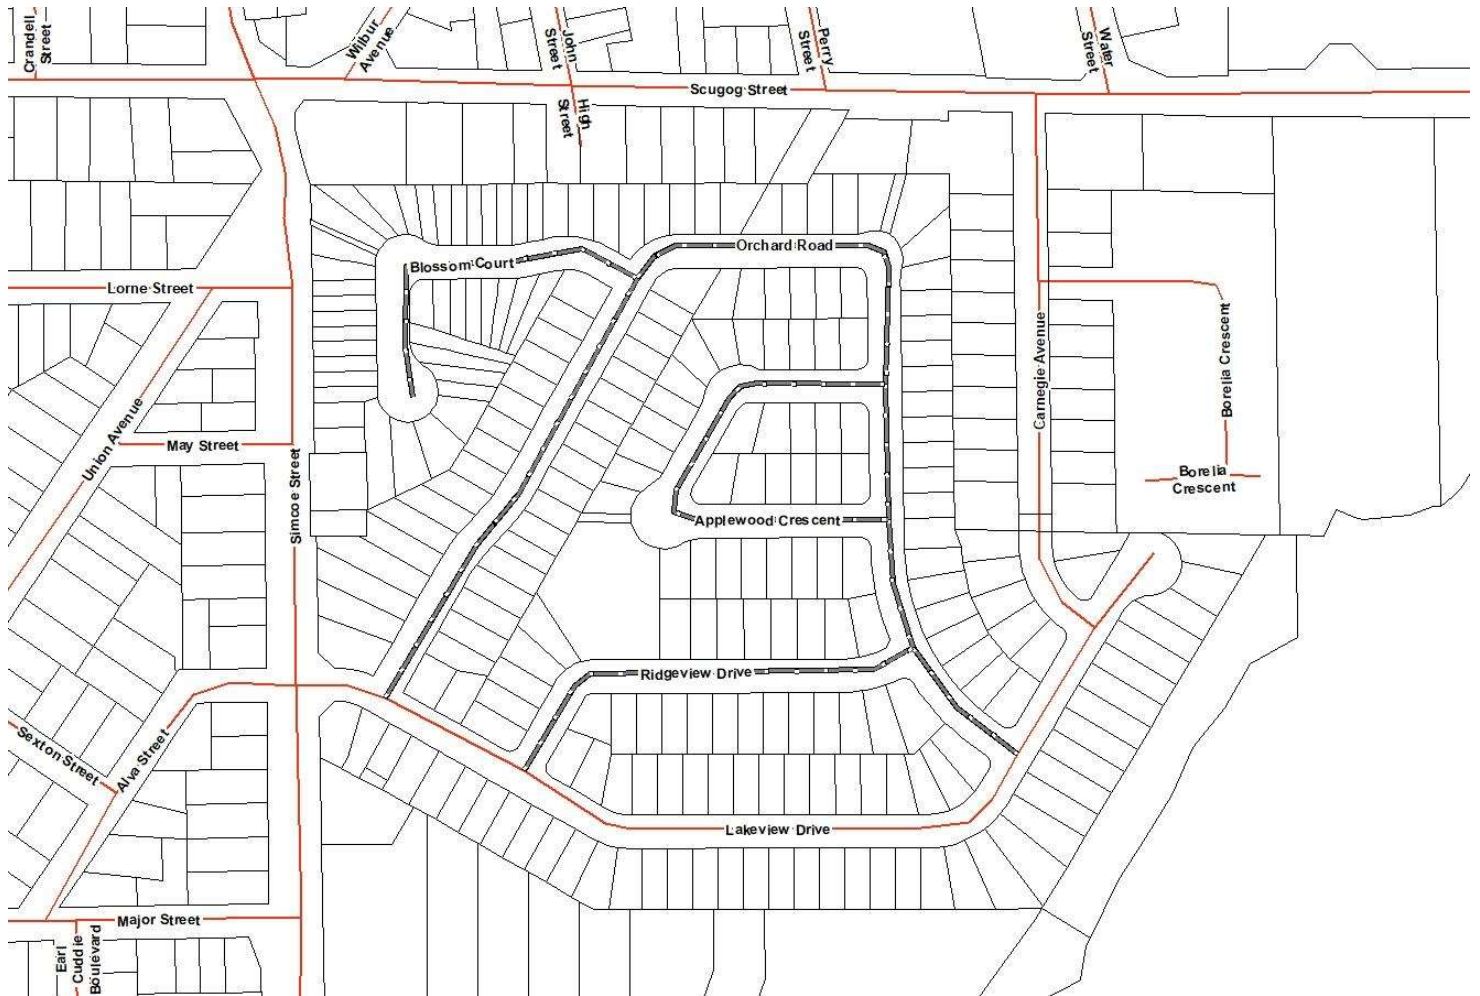 Crandell
Street
Wilbur
Avenue
John
Street
Perry
Street
Water
Street
Scugog Street
High
Street
Orchard Road
Blossom Court
Lorne Street
Carnegie Avenue
Borelia Crescent
Union Avenue
May Street
Simcoe Street
Borelia
Crescent
Applewood Crescent
Ridgeview Drive
Sexton Street
Alva Street
Lakeview Drive
Major Street
Earl
Cuddie
Boulevard